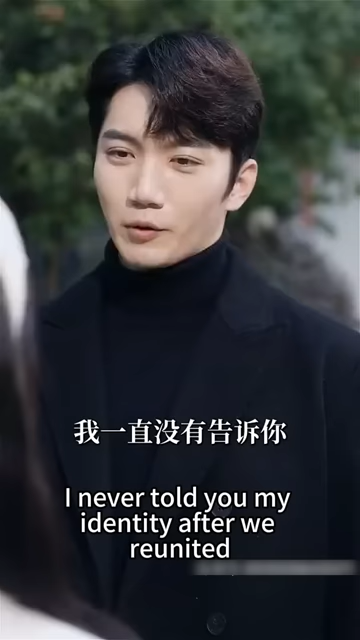 我一直没有告诉你
I never told you my
identity after we
reunited